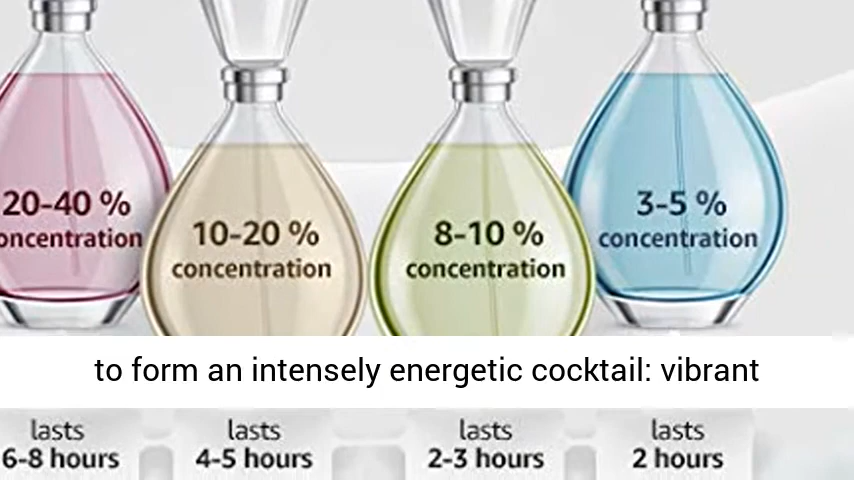 20-40 %
concentration
10-20 %
concentration
8-10 %
concentration
3-5 %
concentration
to form an intensely energetic cocktail: vibrant
lasts
6-8 hours
lasts
4-5 hours
lasts
2-3 hours
lasts
2 hours